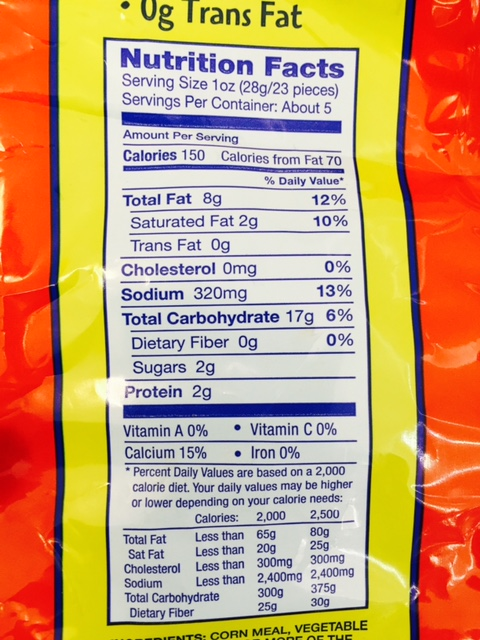 • 0g Trans Fat
Nutrition Facts
Serving Size 1oz (28g/23 pieces)
Servings Per Container: About 5
Amount Per Serving
Calories 150 Calories from Fat 70
% Daily Value*
Total Fat 8g 12%
Saturated Fat 2g 10%
Trans Fat 0g
Cholesterol 0mg 0%
Sodium 320mg 13%
Total Carbohydrate 17g 6%
Dietary Fiber 0g 0%
Sugars 2g
Protein 2g
Vitamin A 0% • Vitamin C 0%
Calcium 15% • Iron 0%
* Percent Daily Values are based on a 2,000
calorie diet. Your daily values may be higher
or lower depending on your calorie needs:
Calories: 2,000 2,500
Total Fat Less than 65g 80g
Sat Fat Less than 20g 25g
Cholesterol Less than 300mg 300mg
Sodium Less than 2,400mg 2,400mg
Total Carbohydrate 300g 375g
Dietary Fiber 25g 30g
INGREDIENTS: CORN MEAL, VEGETABLE
MORE OF THE